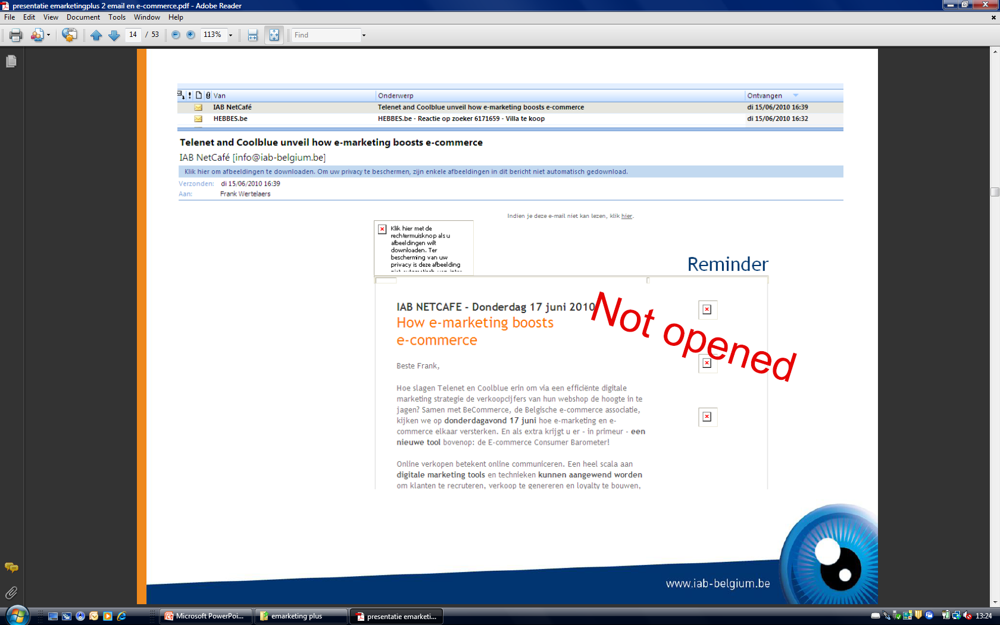 presentatie emarketingplus 2 email en e-commerce.pdf - Adobe Reader
File Edit View Document Tools Window Help
14 / 53 113% Find
Van Onderwerp Ontvangen
IAB NetCafé Telenet and Coolblue unveil how e-marketing boosts e-commerce di 15/06/2010 16:39
HEBBES.be HEBBES.be - Reactie op zoeker 6171659 - Villa te koop di 15/06/2010 16:32
Telenet and Coolblue unveil how e-marketing boosts e-commerce
IAB NetCafé [info@iab-belgium.be]
Klik hier om afbeeldingen te downloaden. Om uw privacy te beschermen, zijn enkele afbeeldingen in dit bericht niet automatisch gedownload.
Verzonden: di 15/06/2010 16:39
Aan: Frank Wertelaers
Indien je deze e-mail niet kan lezen, klik hier.
Klik hier met de
rechtermuisknop als u
afbeeldingen wilt
downloaden. Ter
bescherming van uw
privacy is deze afbeelding
Reminder
IAB NETCAFE - Donderdag 17 juni 2010
Not opened
How e-marketing boosts
e-commerce
Beste Frank,
Hoe slagen Telenet en Coolblue erin om via een efficiënte digitale
marketing strategie de verkoopcijfers van hun webshop de hoogte in te
jagen? Samen met BeCommerce, de Belgische e-commerce associatie,
kijken we op donderdagavond 17 juni hoe e-marketing en e-
commerce elkaar versterken. En als extra krijgt u er - in primeur - een
nieuwe tool bovenop: de E-commerce Consumer Barometer!
Online verkopen betekent online communiceren. Een heel scala aan
digitale marketing tools en technieken kunnen aangewend worden
om klanten te recruteren, verkoop te genereren en loyalty te bouwen,
www.iab-belgium.be
Microsoft PowerPoi... emarketing plus presentatie emarketi... 13:24